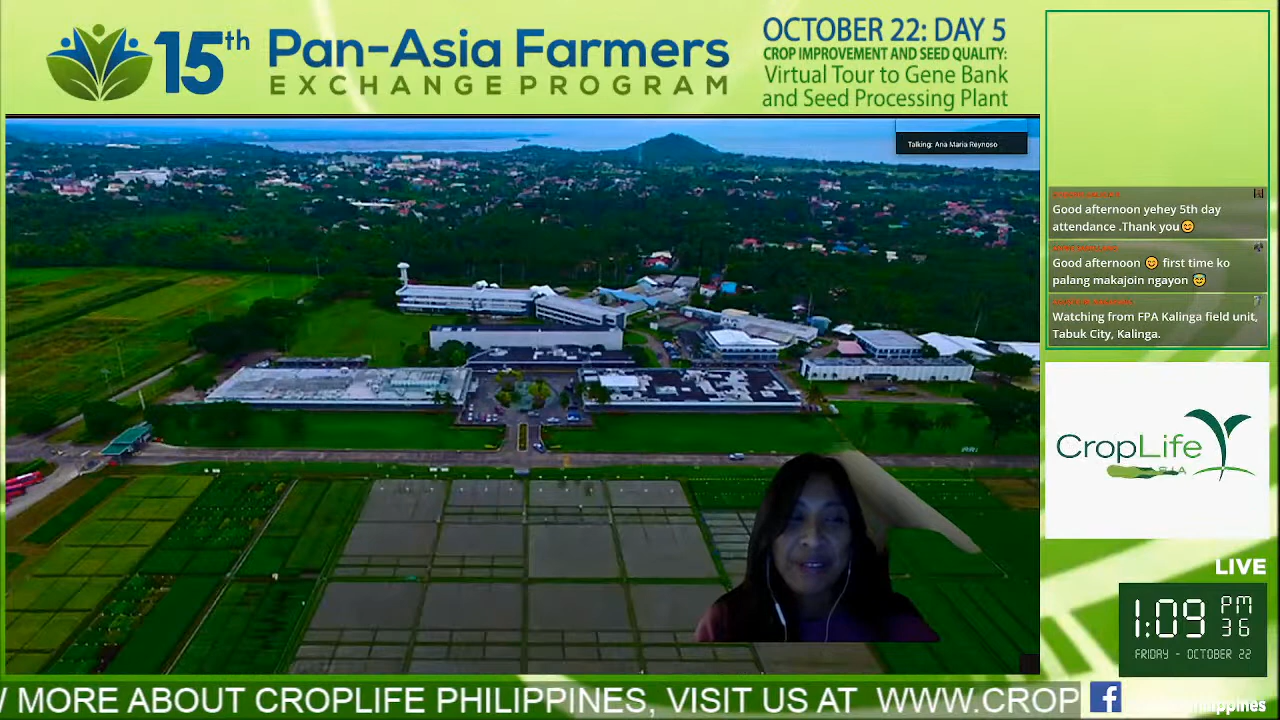 15th Pan-Asia Farmers
EXCHANGE PROGRAM
OCTOBER 22: DAY 5
CROP IMPROVEMENT AND SEED QUALITY:
Virtual Tour to Gene Bank
and Seed Processing Plant
Talking: Ana Maria Reynoso
Good afternoon yehey 5th day
attendance .Thank you😊
Good afternoon 😊 first time ko
palang makajoin ngayon 😅
Watching from FPA Kalinga field unit,
Tabuk City, Kalinga.
CropLife
ASIA
LIVE
1:09 PM 36
FRIDAY - OCTOBER 22
MORE ABOUT CROPLIFE PHILIPPINES, VISIT US AT WWW.CROP